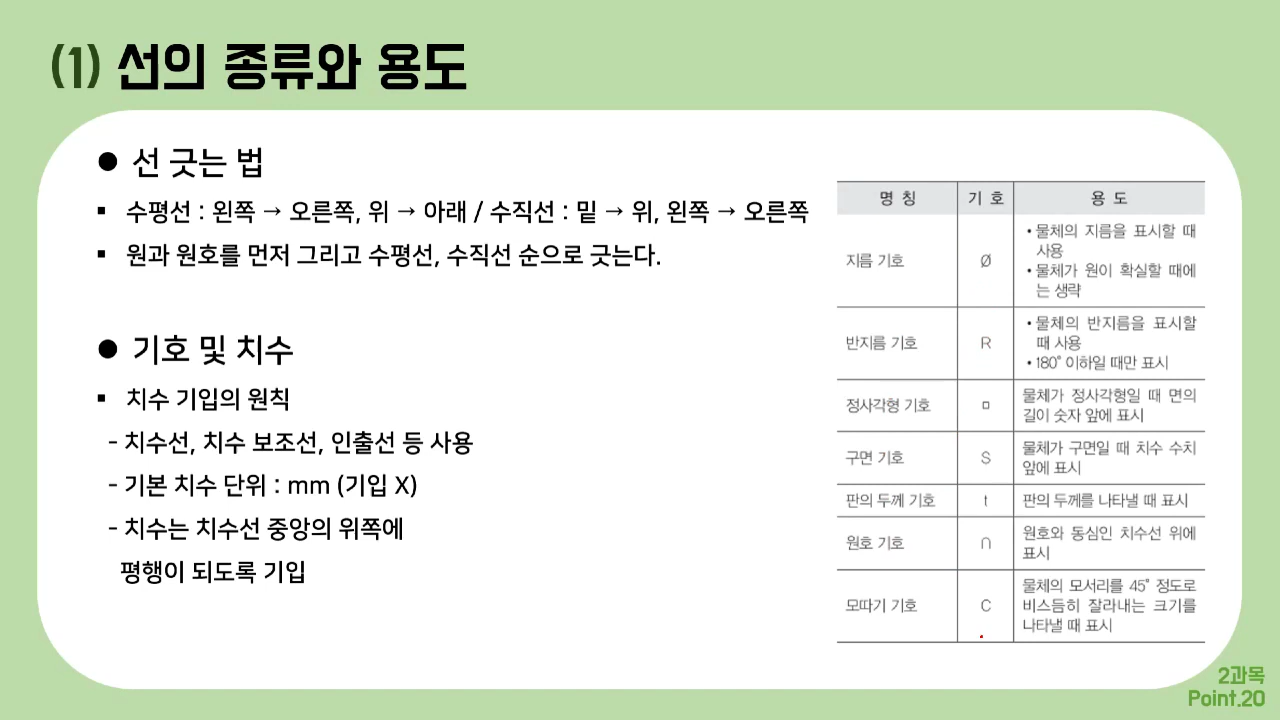 (1) 선의 종류와 용도
● 선 긋는 법
▪ 수평선 : 왼쪽 → 오른쪽, 위 → 아래 / 수직선 : 밑 → 위, 왼쪽 → 오른쪽
▪ 원과 원호를 먼저 그리고 수평선, 수직선 순으로 긋는다.
● 기호 및 치수
▪ 치수 기입의 원칙
- 치수선, 치수 보조선, 인출선 등 사용
- 기본 치수 단위 : mm (기입 X)
- 치수는 치수선 중앙의 위쪽에
평행이 되도록 기입
명 칭 기 호 용 도
지름 기호 Ø
• 물체의 지름을 표시할 때
사용
• 물체가 원이 확실할 때에
는 생략
반지름 기호 R
• 물체의 반지름을 표시할
때 사용
• 180° 이하일 때만 표시
정사각형 기호 □
물체가 정사각형일 때 면의
길이 숫자 앞에 표시
구면 기호 S
물체가 구면일 때 치수 수치
앞에 표시
판의 두께 기호 t 판의 두께를 나타낼 때 표시
원호 기호 ∩
원호와 동심인 치수선 위에
표시
모따기 기호 C
물체의 모서리를 45° 정도로
비스듬히 잘라내는 크기를
나타낼 때 표시
2과목
Point.20